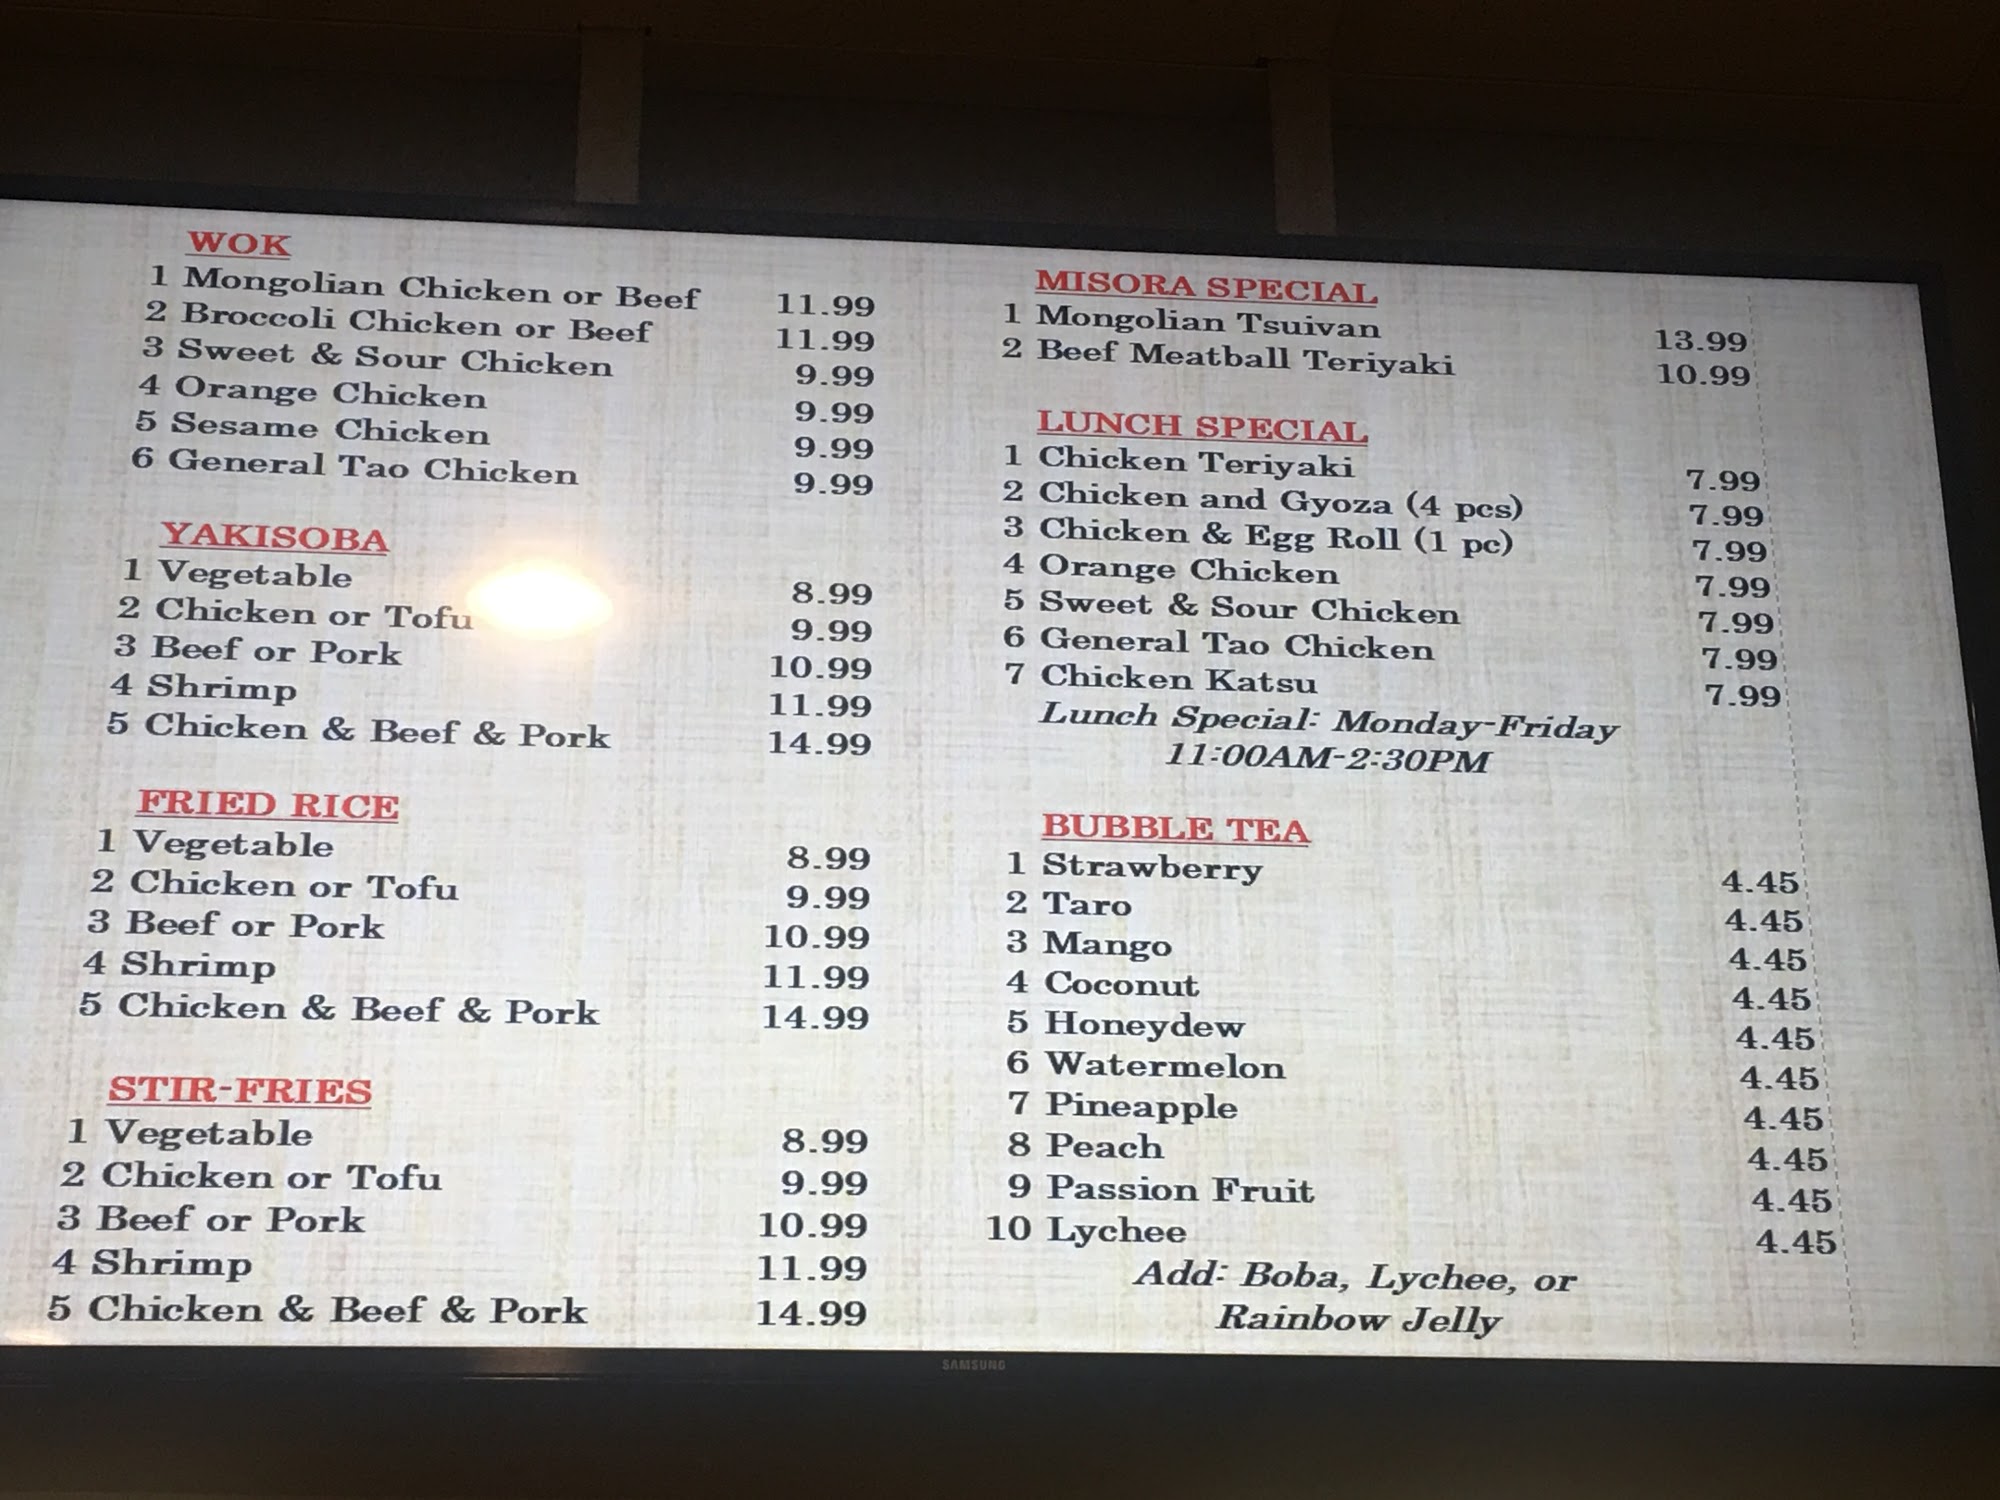 WOK
1 Mongolian Chicken or Beef 11.99
2 Broccoli Chicken or Beef 11.99
3 Sweet & Sour Chicken 9.99
4 Orange Chicken 9.99
5 Sesame Chicken 9.99
6 General Tao Chicken 9.99
YAKISOBA
1 Vegetable 8.99
2 Chicken or Tofu 9.99
3 Beef or Pork 10.99
4 Shrimp 11.99
5 Chicken & Beef & Pork 14.99
FRIED RICE
1 Vegetable 8.99
2 Chicken or Tofu 9.99
3 Beef or Pork 10.99
4 Shrimp 11.99
5 Chicken & Beef & Pork 14.99
STIR-FRIES
1 Vegetable 8.99
2 Chicken or Tofu 9.99
3 Beef or Pork 10.99
4 Shrimp 11.99
5 Chicken & Beef & Pork 14.99
MISORA SPECIAL
1 Mongolian Tsuivan 13.99
2 Beef Meatball Teriyaki 10.99
LUNCH SPECIAL
1 Chicken Teriyaki 7.99
2 Chicken and Gyoza (4 pcs) 7.99
3 Chicken & Egg Roll (1 pc) 7.99
4 Orange Chicken 7.99
5 Sweet & Sour Chicken 7.99
6 General Tao Chicken 7.99
7 Chicken Katsu 7.99
Lunch Special: Monday-Friday
11:00AM-2:30PM
BUBBLE TEA
1 Strawberry 4.45
2 Taro 4.45
3 Mango 4.45
4 Coconut 4.45
5 Honeydew 4.45
6 Watermelon 4.45
7 Pineapple 4.45
8 Peach 4.45
9 Passion Fruit 4.45
10 Lychee 4.45
Add: Boba, Lychee, or
Rainbow Jelly
SAMSUNG